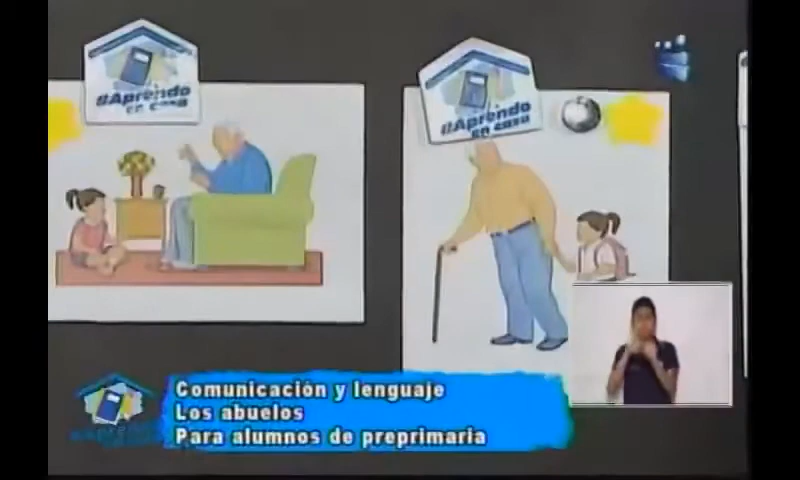 #Aprendo
en casa
#Aprendo
en casa
Comunicación y lenguaje
Los abuelos
Para alumnos de preprimaria